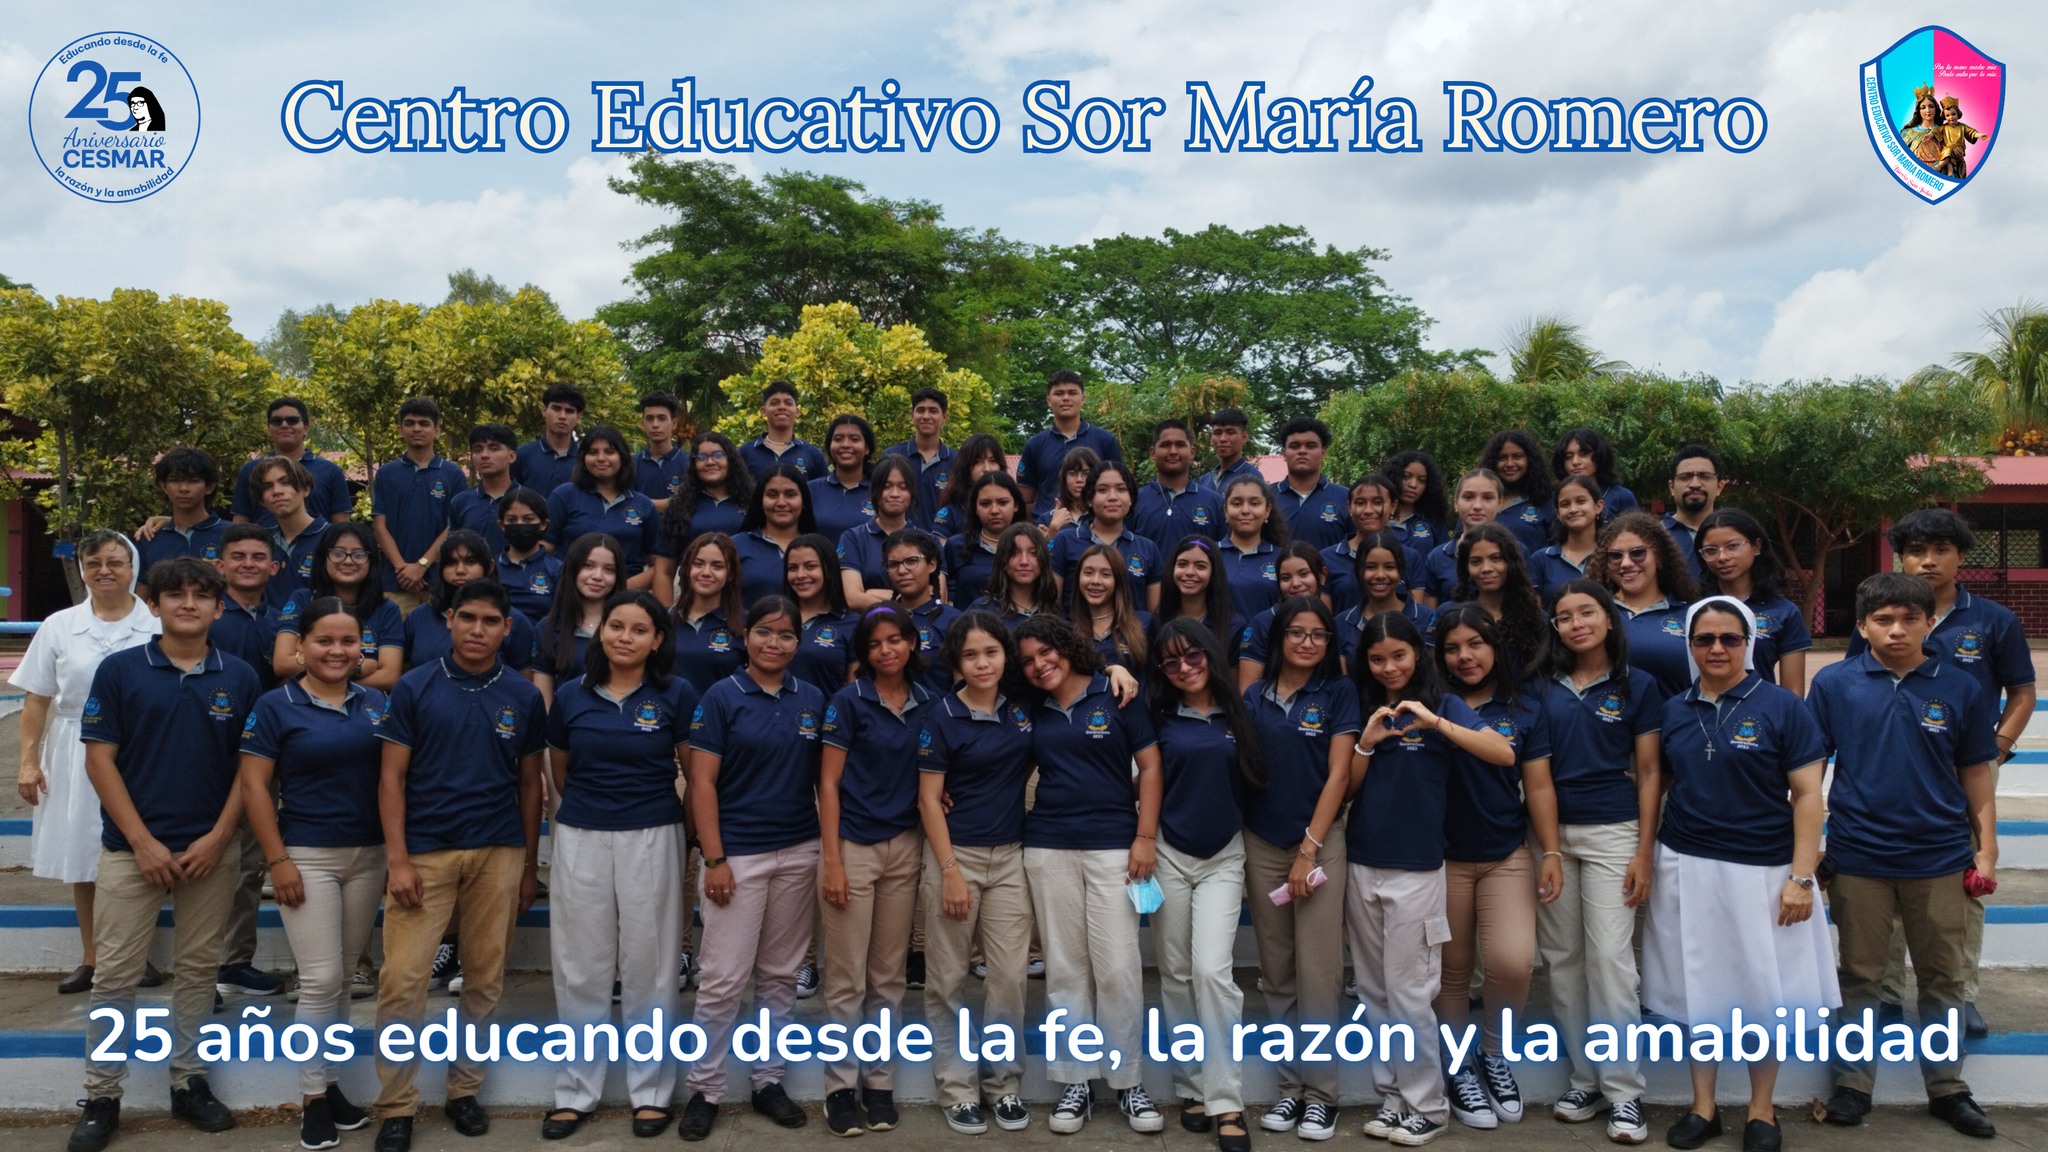 Educando desde la fe
25
Aniversario
CESMAR
la razón y la amabilidad
Centro Educativo Sor María Romero
CENTRO EDUCATIVO SOR MARIA ROMERO
25 años educando desde la fe, la razón y la amabilidad